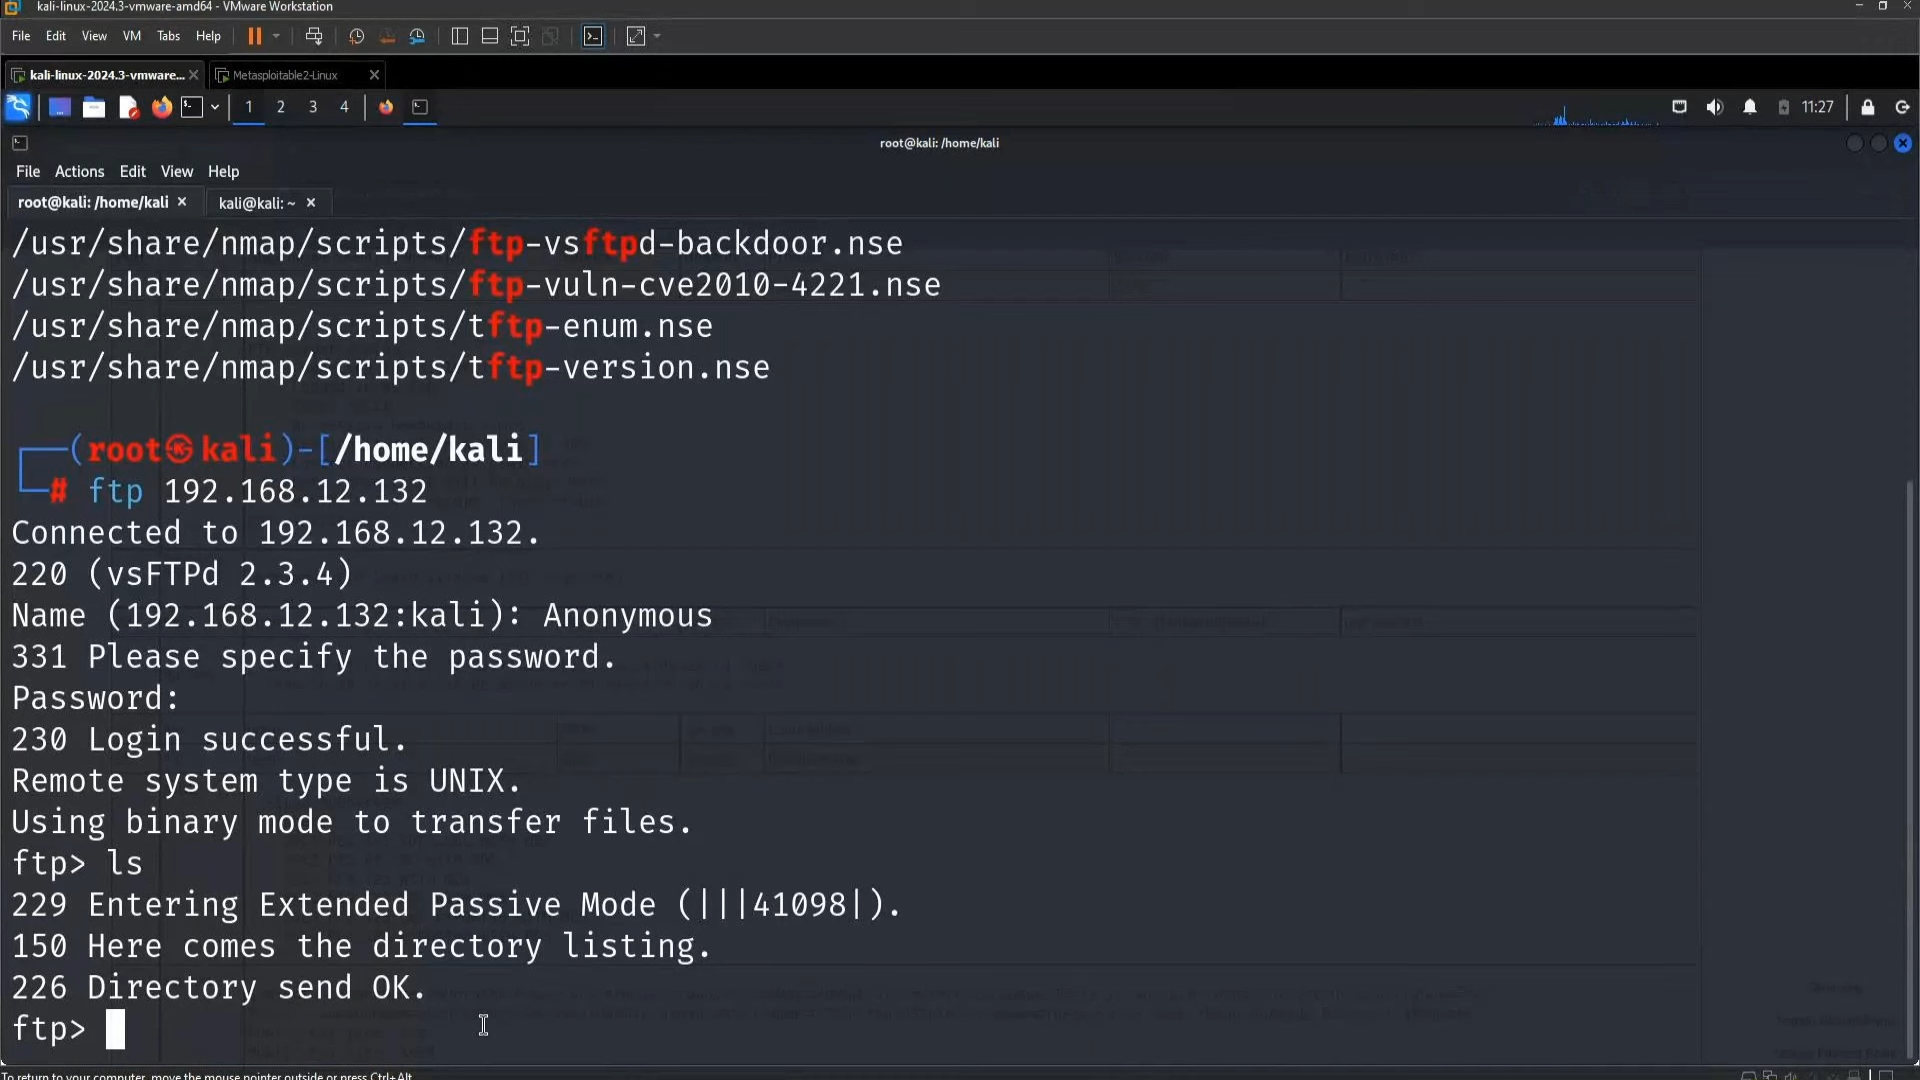 kali-linux-2024.3-vmware-amd64 - VMware Workstation
File Edit View VM Tabs Help
kali-linux-2024.3-vmware... Metasploitable2-Linux
1 2 3 4 11:27
root@kali: /home/kali
File Actions Edit View Help
root@kali: /home/kali kali@kali: ~
/usr/share/nmap/scripts/ftp-vsftpd-backdoor.nse
/usr/share/nmap/scripts/ftp-vuln-cve2010-4221.nse
/usr/share/nmap/scripts/tftp-enum.nse
/usr/share/nmap/scripts/tftp-version.nse
(root㉿kali)-[/home/kali]
# ftp 192.168.12.132
Connected to 192.168.12.132.
220 (vsFTPd 2.3.4)
Name (192.168.12.132:kali): Anonymous
331 Please specify the password.
Password:
230 Login successful.
Remote system type is UNIX.
Using binary mode to transfer files.
ftp> ls
229 Entering Extended Passive Mode (|||41098|).
150 Here comes the directory listing.
226 Directory send OK.
ftp>
To return to your computer, move the mouse pointer outside or press Ctrl+Alt.